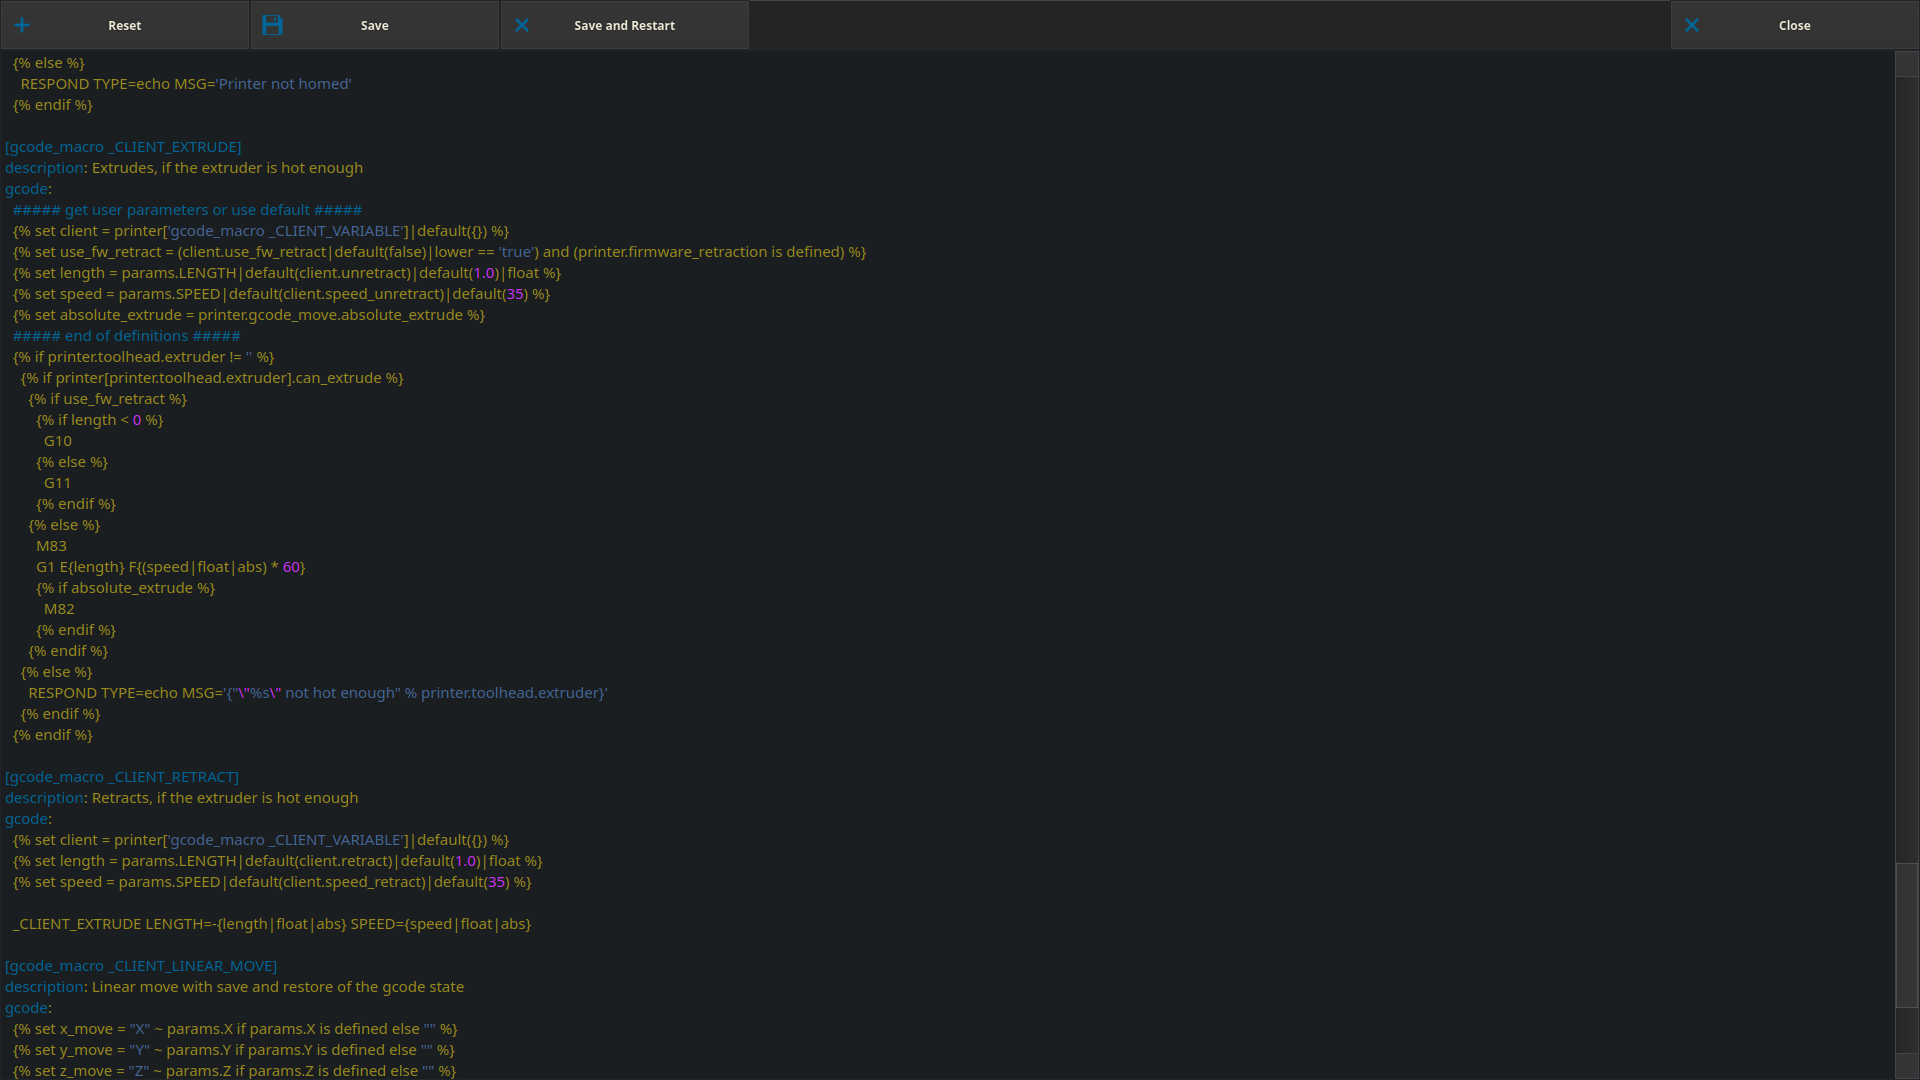 Reset
Save
Save and Restart
Close
{% else %}
RESPOND TYPE=echo MSG='Printer not homed'
{% endif %}
[gcode_macro _CLIENT_EXTRUDE]
description: Extrudes, if the extruder is hot enough
gcode:
##### get user parameters or use default #####
{% set client = printer['gcode_macro _CLIENT_VARIABLE']|default({}) %}
{% set use_fw_retract = (client.use_fw_retract|default(false)|lower == 'true') and (printer.firmware_retraction is defined) %}
{% set length = params.LENGTH|default(client.unretract)|default(1.0)|float %}
{% set speed = params.SPEED|default(client.speed_unretract)|default(35) %}
{% set absolute_extrude = printer.gcode_move.absolute_extrude %}
##### end of definitions #####
{% if printer.toolhead.extruder != '' %}
{% if printer[printer.toolhead.extruder].can_extrude %}
{% if use_fw_retract %}
{% if length < 0 %}
G10
{% else %}
G11
{% endif %}
{% else %}
M83
G1 E{length} F{(speed|float|abs) * 60}
{% if absolute_extrude %}
M82
{% endif %}
{% endif %}
{% else %}
RESPOND TYPE=echo MSG='{"\"%s\" not hot enough" % printer.toolhead.extruder}'
{% endif %}
{% endif %}
[gcode_macro _CLIENT_RETRACT]
description: Retracts, if the extruder is hot enough
gcode:
{% set client = printer['gcode_macro _CLIENT_VARIABLE']|default({}) %}
{% set length = params.LENGTH|default(client.retract)|default(1.0)|float %}
{% set speed = params.SPEED|default(client.speed_retract)|default(35) %}
_CLIENT_EXTRUDE LENGTH=-{length|float|abs} SPEED={speed|float|abs}
[gcode_macro _CLIENT_LINEAR_MOVE]
description: Linear move with save and restore of the gcode state
gcode:
{% set x_move = "X" ~ params.X if params.X is defined else "" %}
{% set y_move = "Y" ~ params.Y if params.Y is defined else "" %}
{% set z_move = "Z" ~ params.Z if params.Z is defined else "" %}